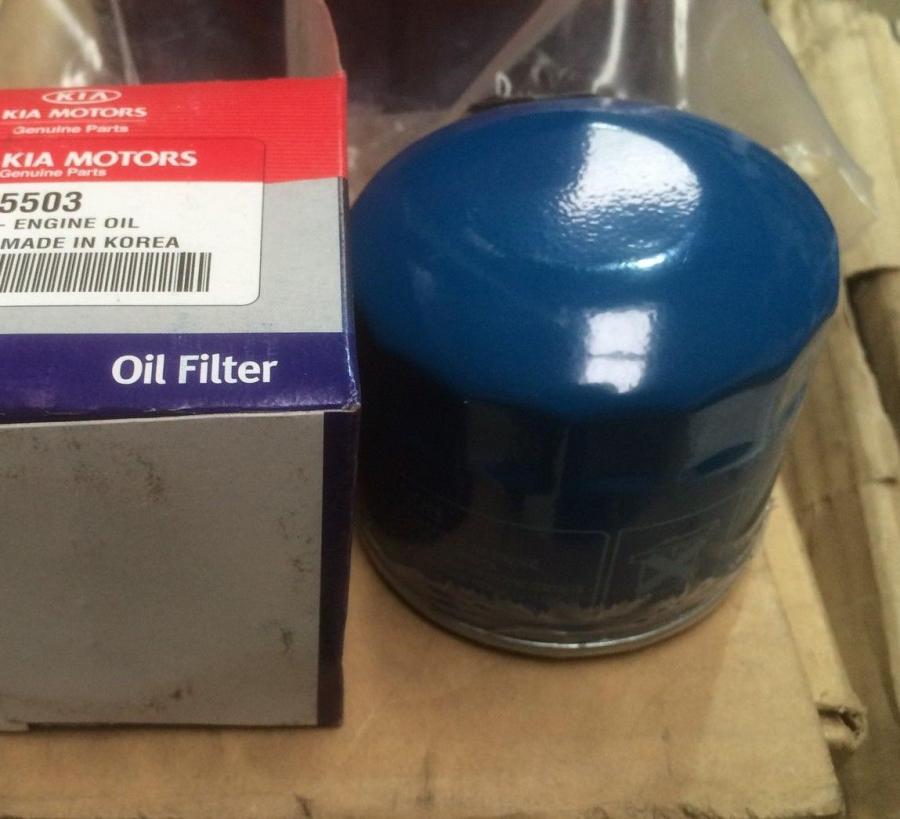 KIA
KIA MOTORS
Genuine Parts
KIA MOTORS
Genuine Parts
5503
- ENGINE OIL
MADE IN KOREA
Oil Filter